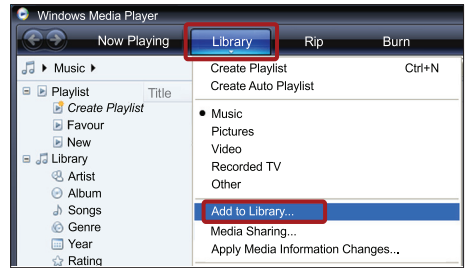 Windows Media Player
Now Playing Library Rip Burn
Music
Playlist Title
Create Playlist
Favour
New
Library
Artist
Album
Songs
Genre
Year
Rating
Create Playlist Ctrl+N
Create Auto Playlist
Music
Pictures
Video
Recorded TV
Other
Add to Library...
Media Sharing...
Apply Media Information Changes...